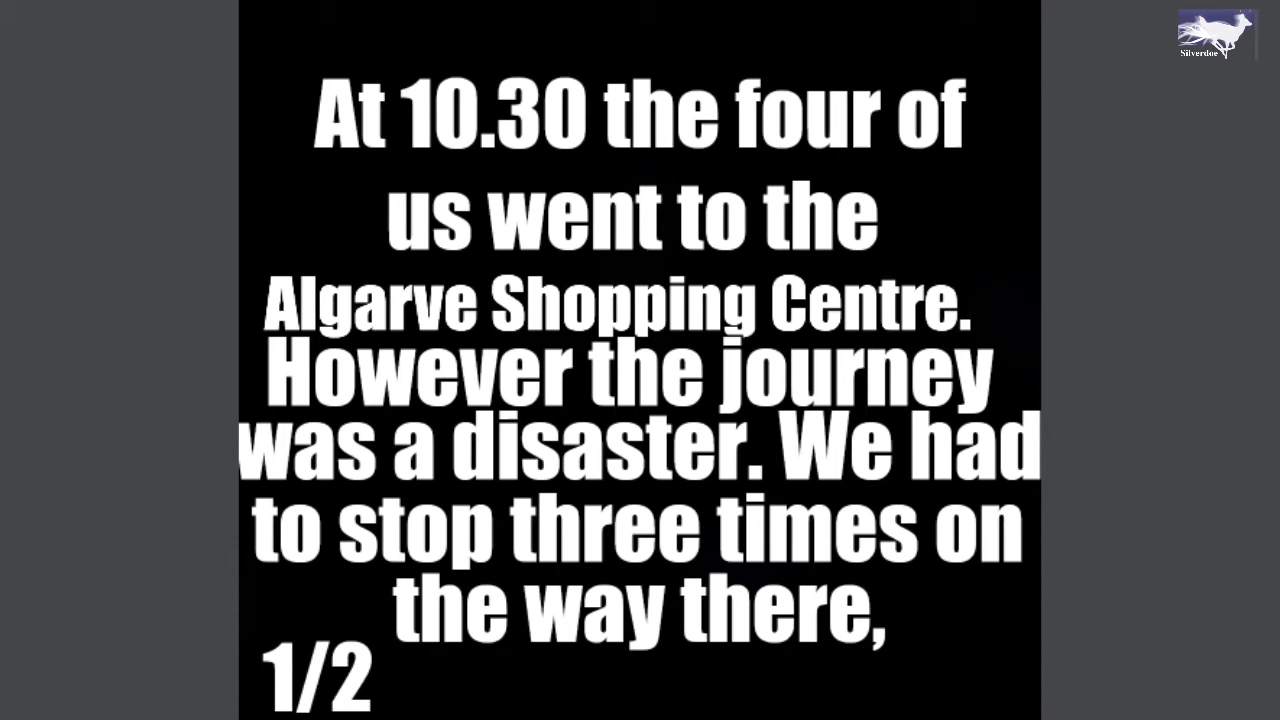 Silverdoe
At 10.30 the four of
us went to the
Algarve Shopping Centre.
However the journey
was a disaster. We had
to stop three times on
the way there,
1/2